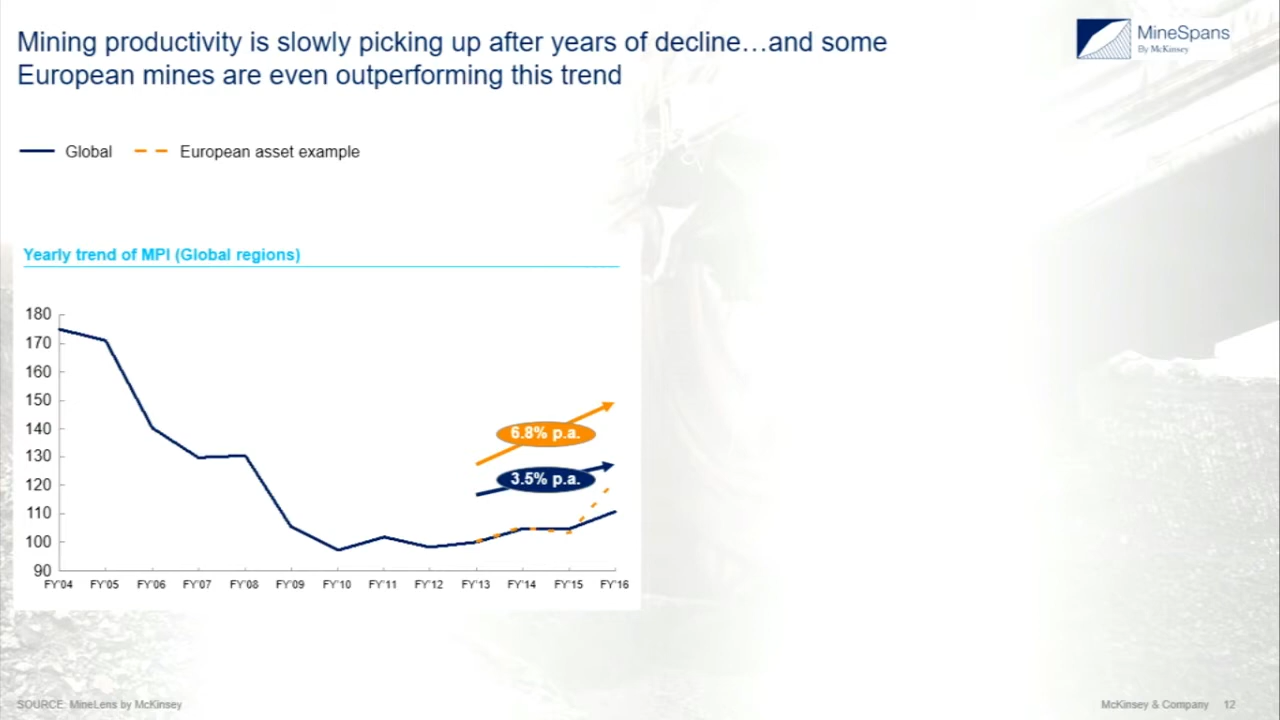 Mining productivity is slowly picking up after years of decline…and some
European mines are even outperforming this trend
MineSpans
By McKinsey
Global
European asset example
Yearly trend of MPI (Global regions)
180
170
160
150
140
130
120
110
100
90
6.8% p.a.
3.5% p.a.
FY'04 FY'05 FY'06 FY'07 FY'08 FY'09 FY'10 FY'11 FY'12 FY'13 FY'14 FY'15 FY'16
SOURCE: MineLens by McKinsey
McKinsey & Company 12